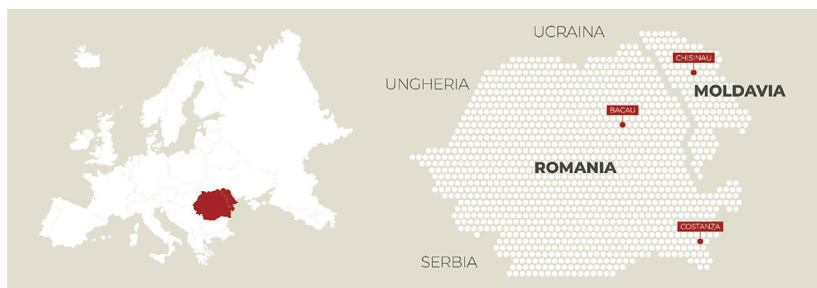 UCRAINA
CHISINAU
UNGHERIA
MOLDAVIA
BACAU
ROMANIA
COSTANZA
SERBIA